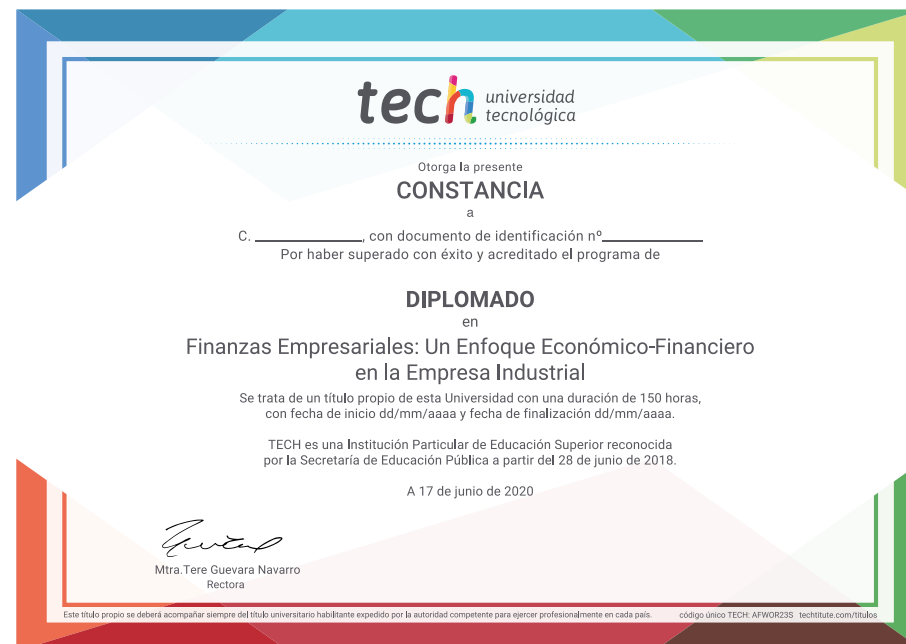 tech universidad
tecnológica
Otorga la presente
CONSTANCIA
a
C. ____________, con documento de identificación nº____________
Por haber superado con éxito y acreditado el programa de
DIPLOMADO
en
Finanzas Empresariales: Un Enfoque Económico-Financiero
en la Empresa Industrial
Se trata de un título propio de esta Universidad con una duración de 150 horas,
con fecha de inicio dd/mm/aaaa y fecha de finalización dd/mm/aaaa.
TECH es una Institución Particular de Educación Superior reconocida
por la Secretaría de Educación Pública a partir del 28 de junio de 2018.
A 17 de junio de 2020
Mtra.Tere Guevara Navarro
Rectora
Este título propio se deberá acompañar siempre del título universitario habilitante expedido por la autoridad competente para ejercer profesionalmente en cada país. código único TECH: AFWOR23S techtitute.com/titulos